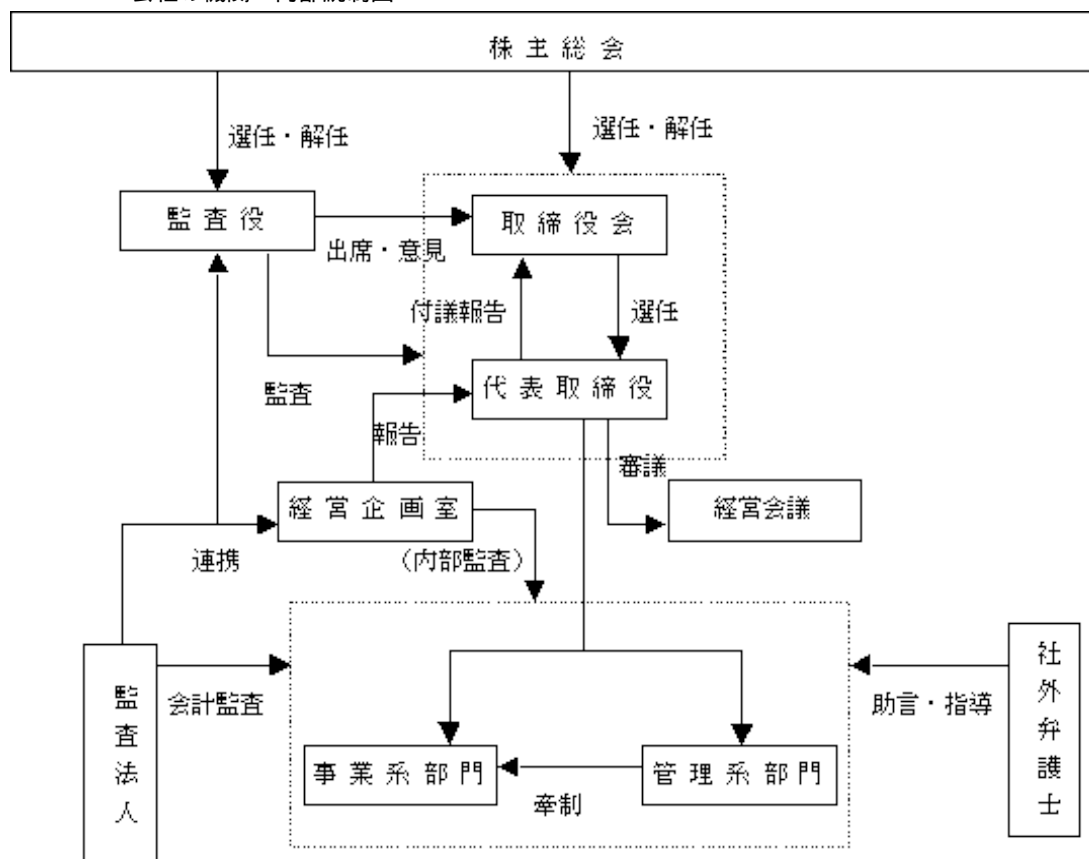 株主総会
選任・解任
選任・解任
監査役
取締役会
出席・意見
付議報告
選任
監査
代表取締役
報告
審議
経営企画室
経営会議
連携
(内部監査)
監査法人
会計監査
社外弁護士
助言・指導
事業系部門
管理系部門
牽制